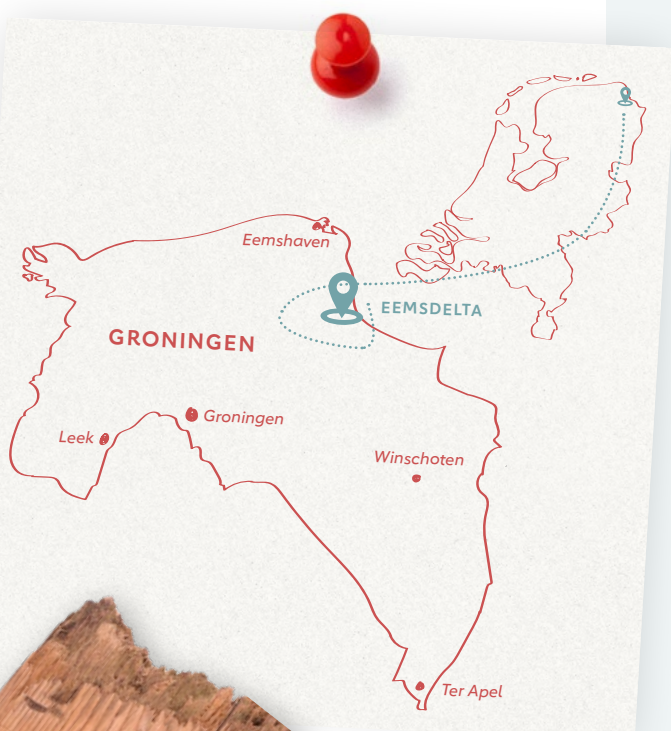 Eemshaven
EEMSDELTA
GRONINGEN
Groningen
Leek
Winschoten
Ter Apel